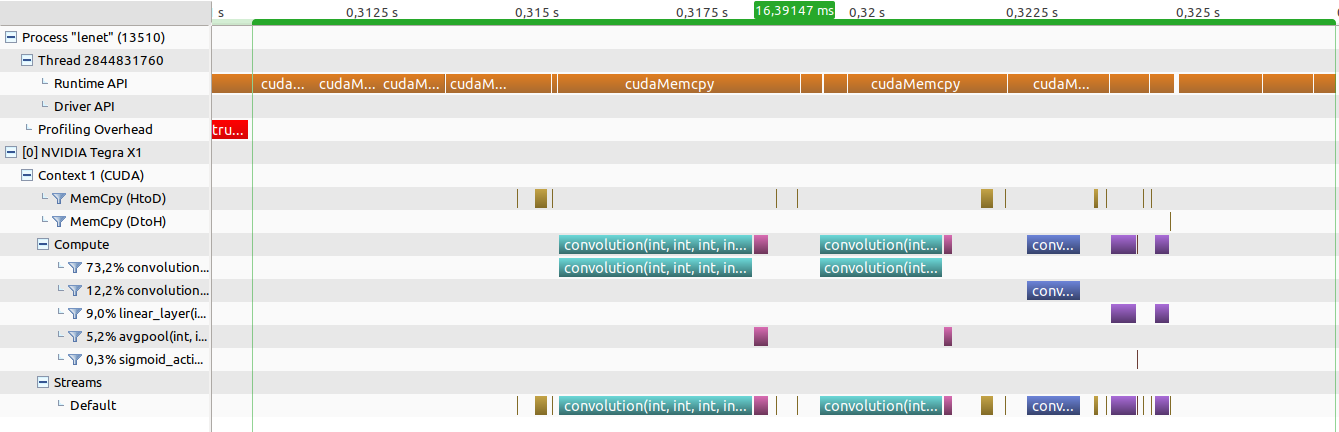 s 0,3125 s 0,315 s 0,3175 s 16,39147 ms 0,32 s 0,3225 s 0,325 s
Process "lenet" (13510)
Thread 2844831760
Runtime API cuda... cudaM... cudaM... cudaM... cudaMemcpy cudaMemcpy cudaM...
Driver API
Profiling Overhead tru...
[0] NVIDIA Tegra X1
Context 1 (CUDA)
MemCpy (HtoD)
MemCpy (DtoH)
Compute convolution(int, int, int, in... convolution(int... conv...
73,2% convolution... convolution(int, int, int, in... convolution(int...
12,2% convolution... conv...
9,0% linear_layer(i...
5,2% avgpool(int, i...
0,3% sigmoid_acti...
Streams
Default convolution(int, int, int, in... convolution(int... conv...